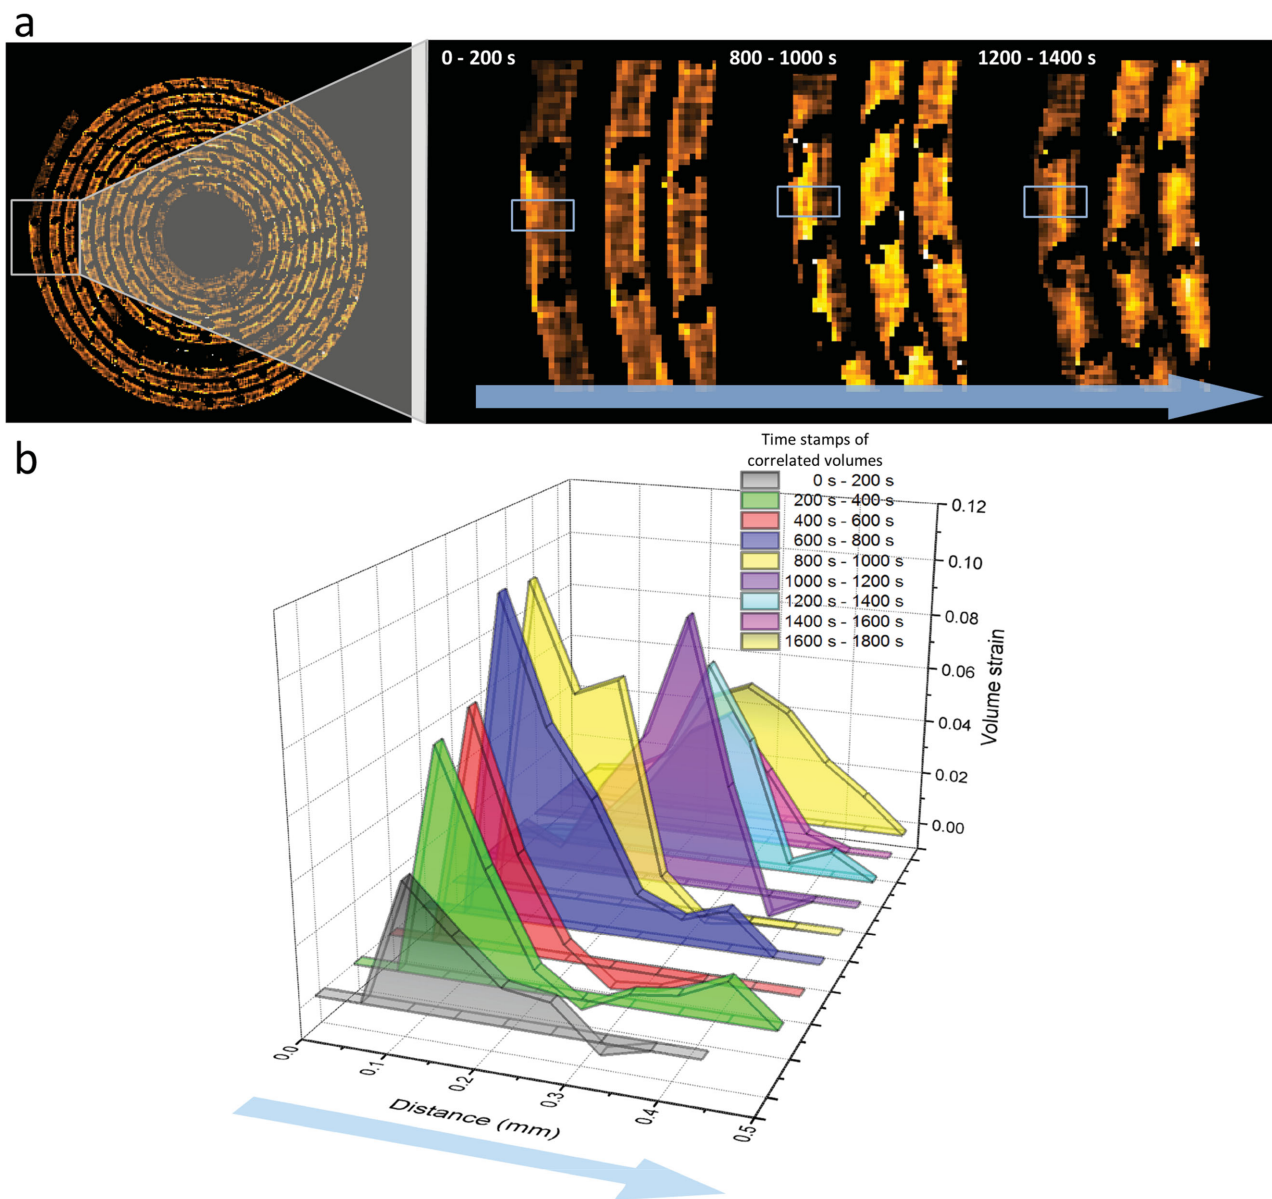 a
0 - 200 s
800 - 1000 s
1200 - 1400 s
b
Time stamps of
correlated volumes
0 s - 200 s
200 s - 400 s
400 s - 600 s
600 s - 800 s
800 s - 1000 s
1000 s - 1200 s
1200 s - 1400 s
1400 s - 1600 s
1600 s - 1800 s
0.12
0.10
0.08
0.06
0.04
0.02
0.00
Volume strain
0.0
0.1
0.2
0.3
0.4
0.5
Distance (mm)